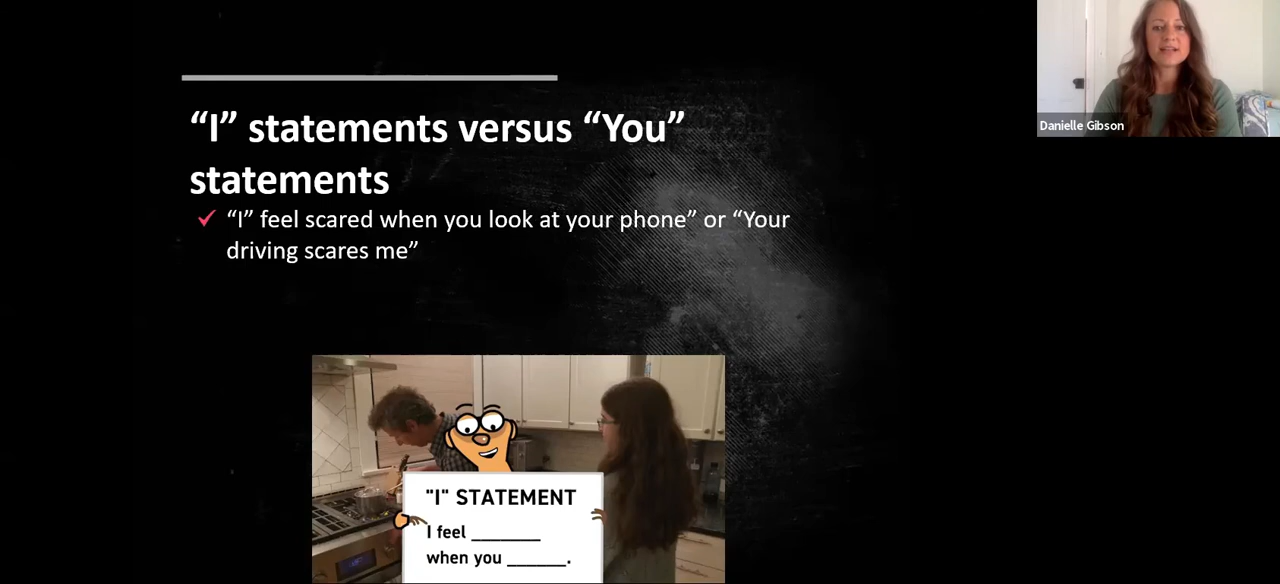 “I” statements versus “You”
statements
“I” feel scared when you look at your phone” or “Your
driving scares me”
"I" STATEMENT
I feel _______
when you ______.
Danielle Gibson